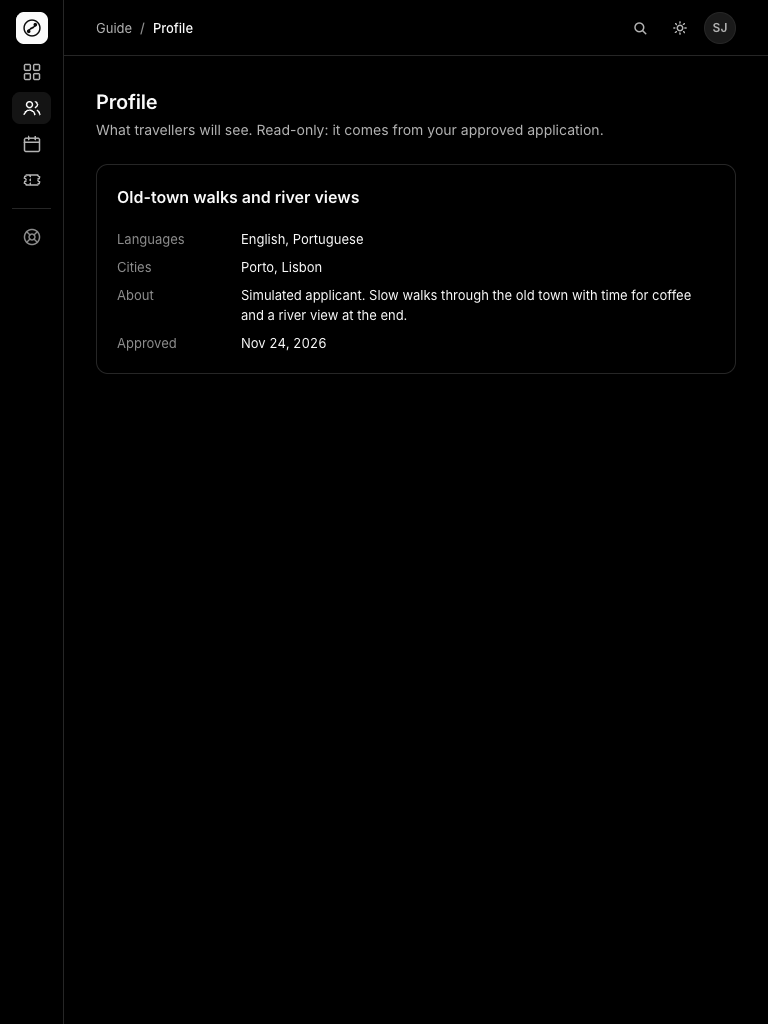 Guide / Profile
SJ
Profile
What travellers will see. Read-only: it comes from your approved application.
Old-town walks and river views
Languages English, Portuguese
Cities Porto, Lisbon
About Simulated applicant. Slow walks through the old town with time for coffee
and a river view at the end.
Approved Nov 24, 2026